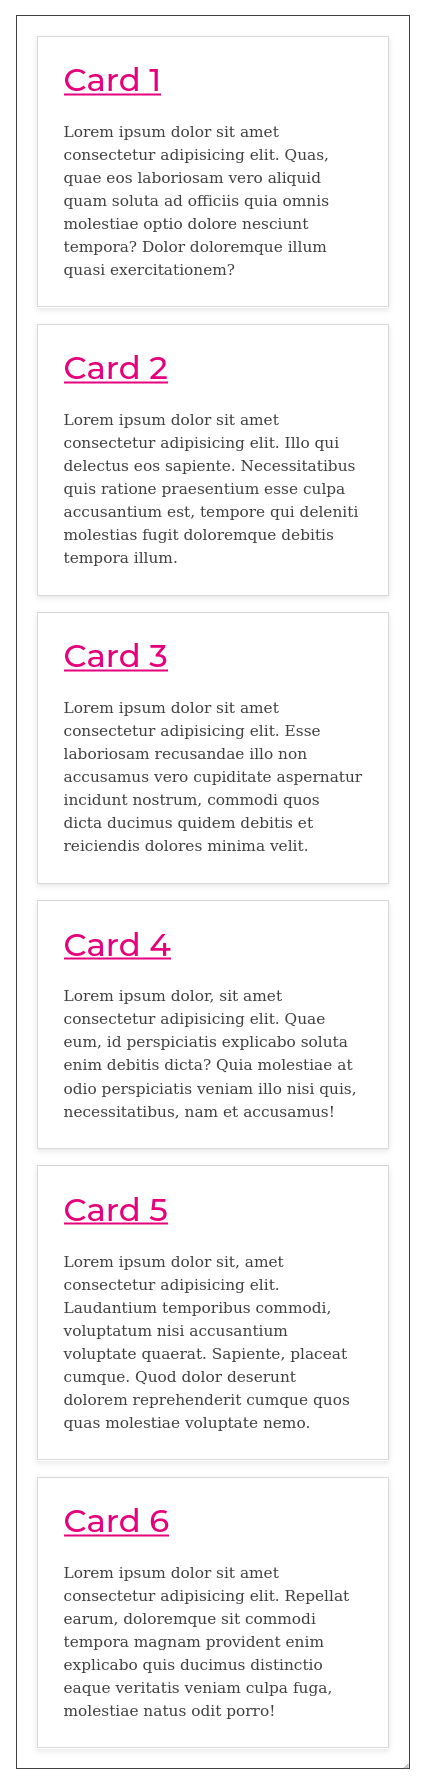 Card 1
Lorem ipsum dolor sit amet
consectetur adipisicing elit. Quas,
quae eos laboriosam vero aliquid
quam soluta ad officiis quia omnis
molestiae optio dolore nesciunt
tempora? Dolor doloremque illum
quasi exercitationem?
Card 2
Lorem ipsum dolor sit amet
consectetur adipisicing elit. Illo qui
delectus eos sapiente. Necessitatibus
quis ratione praesentium esse culpa
accusantium est, tempore qui deleniti
molestias fugit doloremque debitis
tempora illum.
Card 3
Lorem ipsum dolor sit amet
consectetur adipisicing elit. Esse
laboriosam recusandae illo non
accusamus vero cupiditate aspernatur
incidunt nostrum, commodi quos
dicta ducimus quidem debitis et
reiciendis dolores minima velit.
Card 4
Lorem ipsum dolor, sit amet
consectetur adipisicing elit. Quae
eum, id perspiciatis explicabo soluta
enim debitis dicta? Quia molestiae at
odio perspiciatis veniam illo nisi quis,
necessitatibus, nam et accusamus!
Card 5
Lorem ipsum dolor sit, amet
consectetur adipisicing elit.
Laudantium temporibus commodi,
voluptatum nisi accusantium
voluptate quaerat. Sapiente, placeat
cumque. Quod dolor deserunt
dolorem reprehenderit cumque quos
quas molestiae voluptate nemo.
Card 6
Lorem ipsum dolor sit amet
consectetur adipisicing elit. Repellat
earum, doloremque sit commodi
tempora magnam provident enim
explicabo quis ducimus distinctio
eaque veritatis veniam culpa fuga,
molestiae natus odit porro!